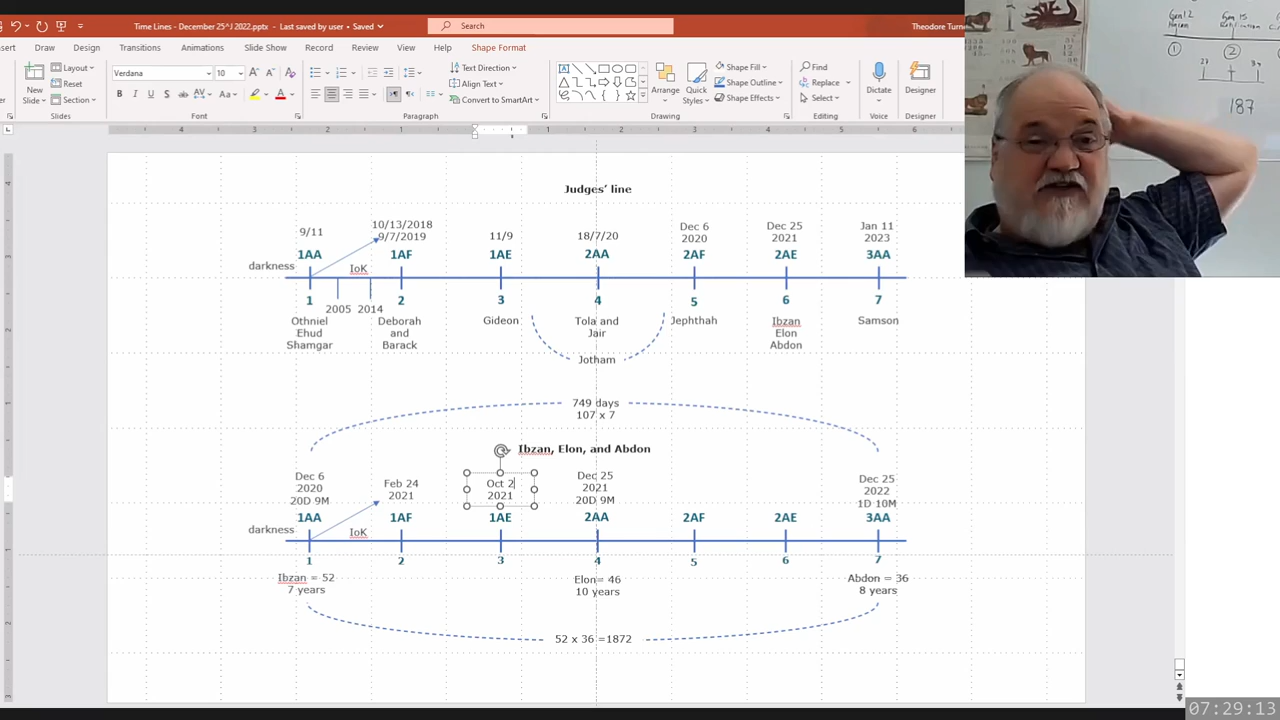 Time Lines - December 25^J 2022.pptx • Last saved by user • Saved
Search
Theodore Turne
nsert Draw Design Transitions Animations Slide Show Record Review View Help Shape Format
New Slide
Layout
Reset
Section
Slides
Verdana 10
Font
Paragraph
Text Direction
Align Text
Convert to SmartArt
Arrange
Quick Styles
Drawing
Shape Fill
Shape Outline
Shape Effects
Find
Replace
Select
Editing
Dictate
Voice
Designer
Designer
Gen 12
Gen 15
1
2
187
Judges' line
9/11
10/13/2018
9/7/2019
11/9
18/7/20
Dec 6
2020
Dec 25
2021
Jan 11
2023
1AA 1AF 1AE 2AA 2AF 2AE 3AA
darkness
IoK
1 2 3 4 5 6 7
2005 2014
Othniel
Ehud
Shamgar
Deborah
and
Barack
Gideon
Tola and
Jair
Jephthah
Ibzan
Elon
Abdon
Samson
Jotham
749 days
107 x 7
Ibzan, Elon, and Abdon
Dec 6
2020
20D 9M
Feb 24
2021
Oct 2
2021
Dec 25
2021
20D 9M
Dec 25
2022
1D 10M
1AA 1AF 1AE 2AA 2AF 2AE 3AA
darkness
IoK
1 2 3 4 5 6 7
Ibzan = 52
7 years
Elon= 46
10 years
Abdon = 36
8 years
52 x 36 =1872
07:29:13